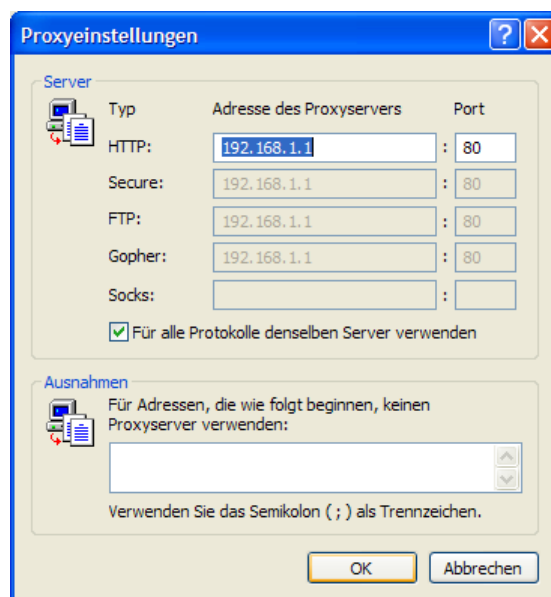 Proxyeinstellungen
Server
Typ Adresse des Proxyservers Port
HTTP: 192.168.1.1 : 80
Secure: 192.168.1.1 : 80
FTP: 192.168.1.1 : 80
Gopher: 192.168.1.1 : 80
Socks: :
Für alle Protokolle denselben Server verwenden
Ausnahmen
Für Adressen, die wie folgt beginnen, keinen
Proxyserver verwenden:
Verwenden Sie das Semikolon ( ; ) als Trennzeichen.
OK Abbrechen